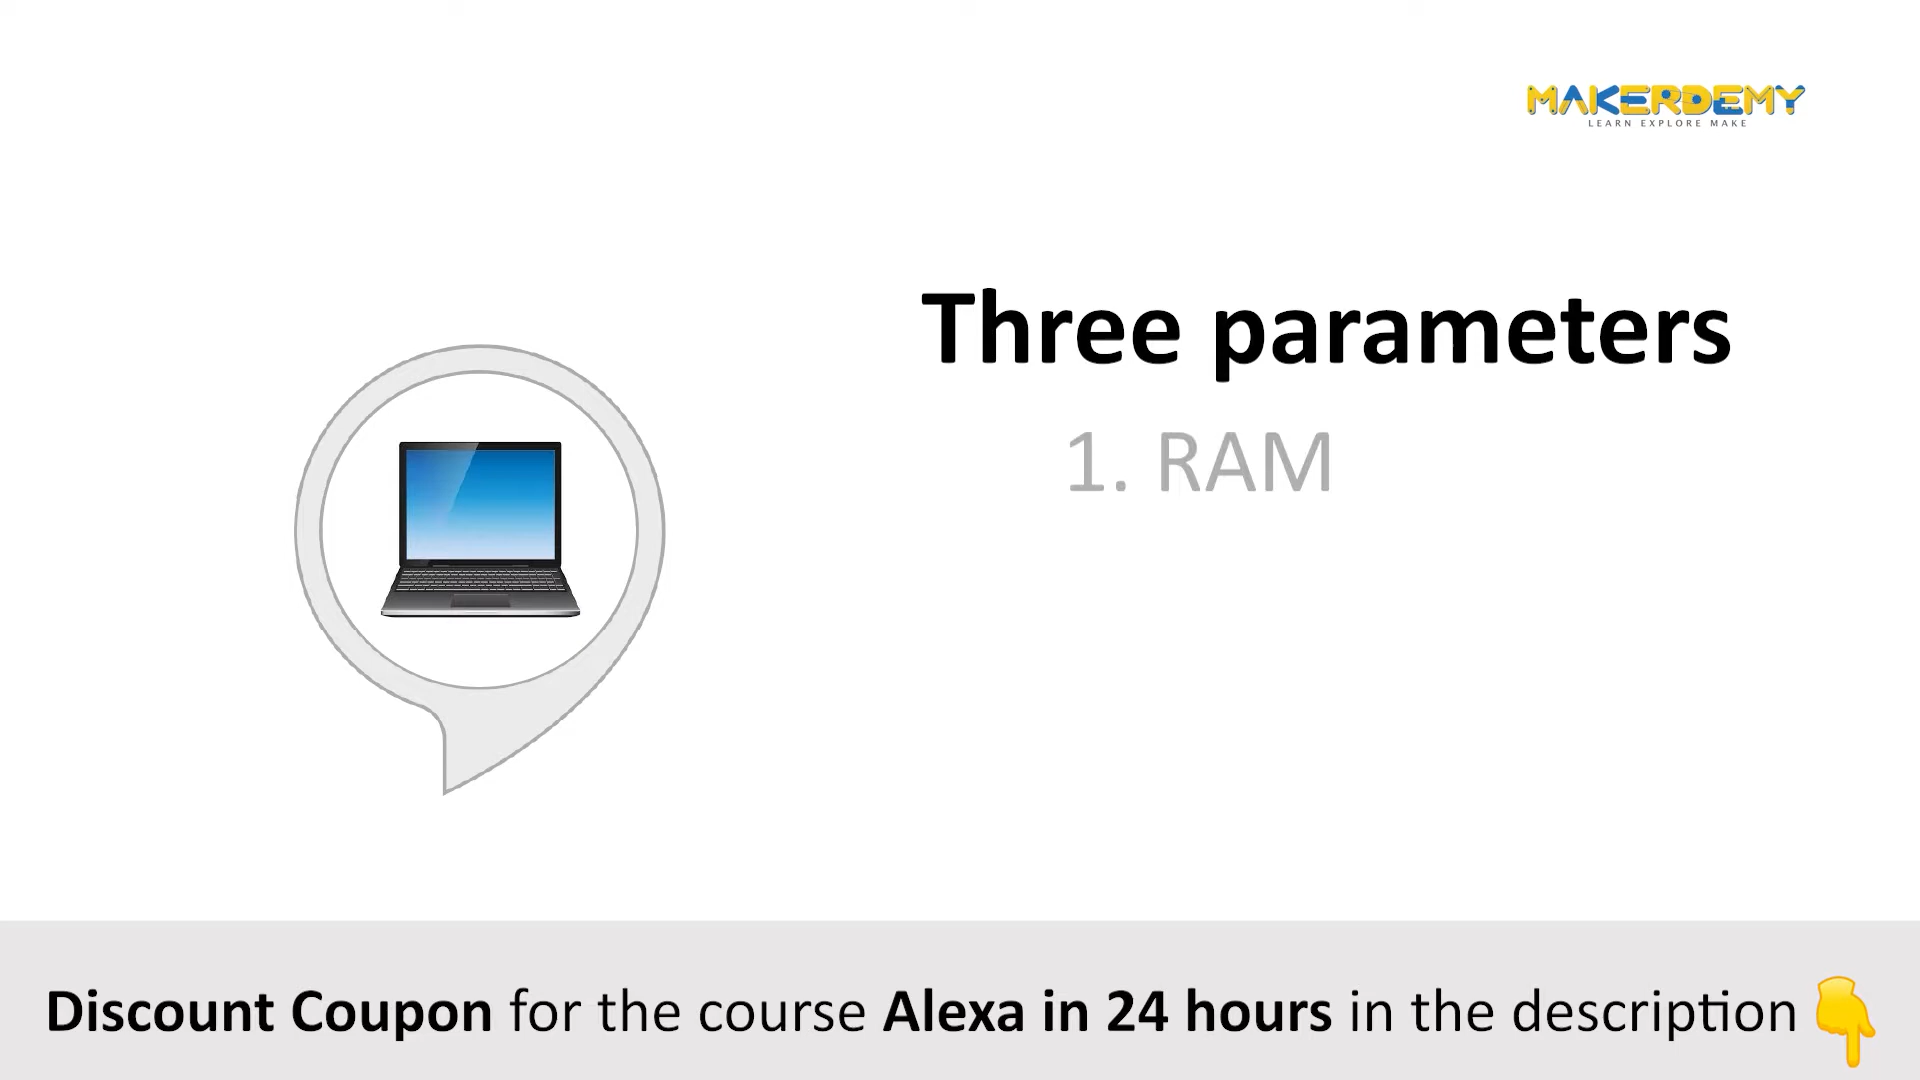 MAKERDEMY
LEARN EXPLORE MAKE
Three parameters
1. RAM
Discount Coupon for the course Alexa in 24 hours in the description